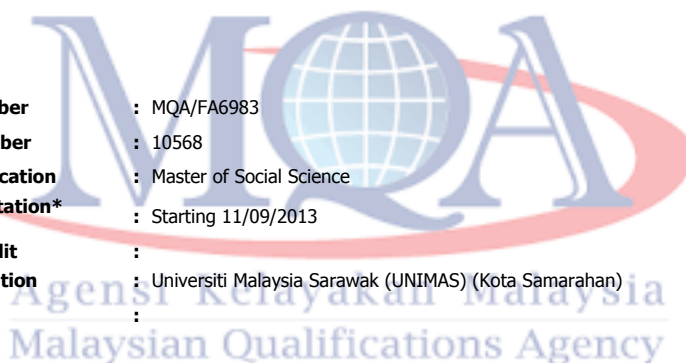 MQA
ber : MQA/FA6983
ber : 10568
cation : Master of Social Science
tation* : Starting 11/09/2013
dit :
tion : Universiti Malaysia Sarawak (UNIMAS) (Kota Samarahan)
:
Agensi Kelayakan Malaysia
Malaysian Qualifications Agency